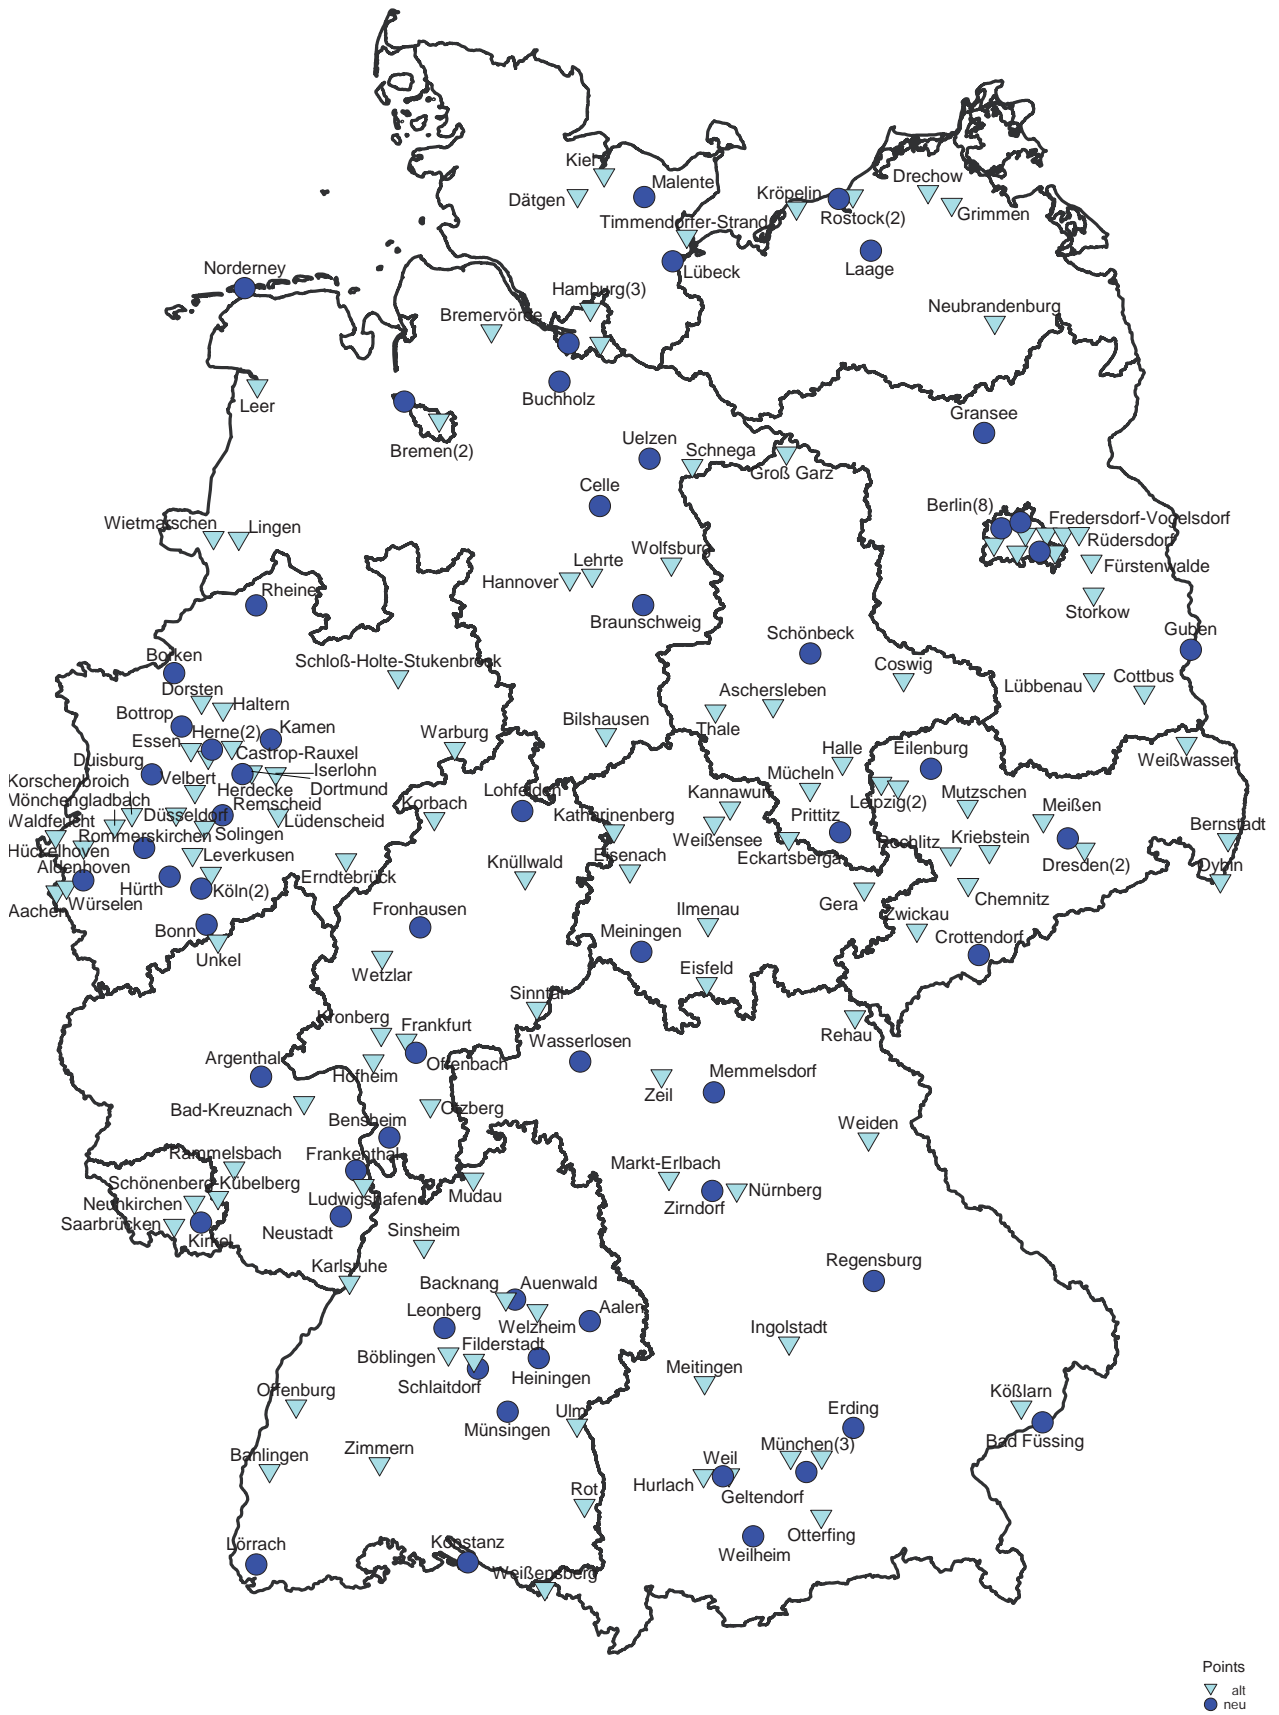 Kiel
Malente
Dätgen
Drechow
Kröpelin
Rostock(2)
Grimmen
Timmendorfer-Strand
Laage
Lübeck
Norderney
Hamburg(3)
Bremervörde
Neubrandenburg
Buchholz
Leer
Gransee
Bremen(2)
Uelzen
Schnega
Groß Garz
Celle
Berlin(8)
Fredersdorf-Vogelsdorf
Wietmarschen
Lingen
Rüdersdorf
Wolfsburg
Lehrte
Hannover
Fürstenwalde
Rheine
Storkow
Braunschweig
Schönbeck
Guben
Borken
Schloß-Holte-Stukenbrock
Coswig
Lübbenau
Cottbus
Dorsten
Haltern
Aschersleben
Bottrop
Herne(2)
Kamen
Bilshausen
Thale
Essen
Castrop-Rauxel
Warburg
Halle
Eilenburg
Weißwasser
Duisburg
Velbert
Iserlohn
Korschenbroich
Herdecke
Dortmund
Mücheln
Lohfelden
Kannawurf
Leipzig(2)
Mutzschen
Mönchengladbach
Remscheid
Korbach
Meißen
Waldfeucht
Düsseldorf
Lüdenscheid
Katharinenberg
Prittitz
Bernstadt
Rommerskirchen
Solingen
Weißensee
Rochlitz
Kriebstein
Hückelhoven
Leverkusen
Eisenach
Eckartsberga
Dresden(2)
Aldenhoven
Erndtebrück
Knüllwald
Dyhin
Hürth
Köln(2)
Würselen
Aachen
Fronhausen
Ilmenau
Gera
Chemnitz
Zwickau
Bonn
Meiningen
Crottendorf
Unkel
Wetzlar
Eisfeld
Sinntal
Kronberg
Frankfurt
Rehau
Wasserlosen
Argenthal
Offenbach
Hofheim
Memmelsdorf
Zeil
Bad-Kreuznach
Otzberg
Bensheim
Weiden
Rammelsbach
Frankenthal
Markt-Erlbach
Schönenberg-Kübelberg
Neunkirchen
Ludwigshafen
Mudau
Nürnberg
Saarbrücken
Kirkel
Neustadt
Zirndorf
Sinsheim
Karlsruhe
Regensburg
Backnang
Auenwald
Leonberg
Aalen
Welzheim
Ingolstadt
Böblingen
Filderstadt
Heiningen
Meitingen
Schlaitdorf
Offenburg
Kößlarn
Münsingen
Ulm
Erding
Bad Füssing
Bahlingen
Zimmern
München(3)
Weil
Hurlach
Geltendorf
Rot
Otterfing
Lörrach
Konstanz
Weilheim
Weißensberg
Points
alt
neu